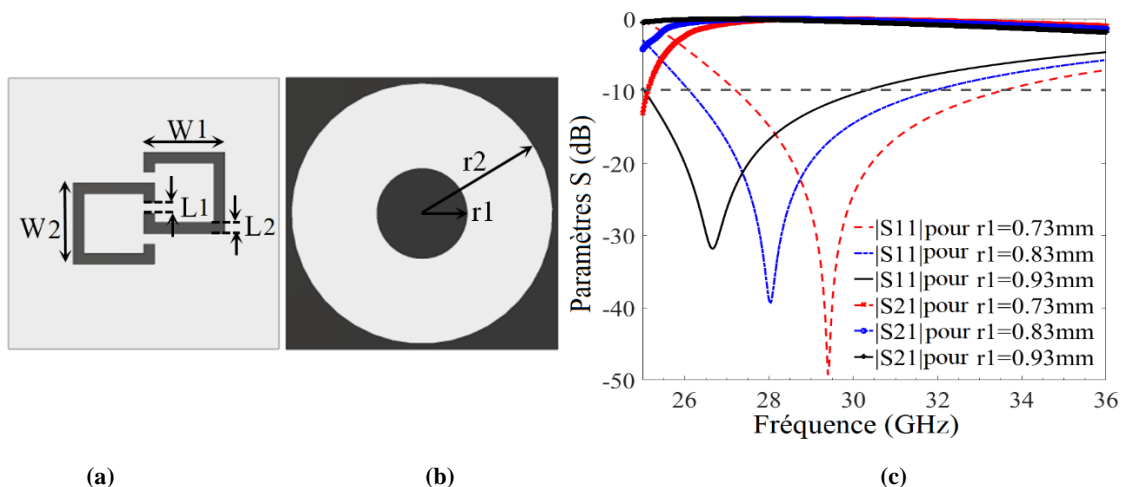 W1
W2
L1
L2
r2
r1
Paramètres S (dB)
0
-10
-20
-30
-40
-50
|S11|pour r1=0.73mm
|S11|pour r1=0.83mm
|S11|pour r1=0.93mm
|S21|pour r1=0.73mm
|S21|pour r1=0.83mm
|S21|pour r1=0.93mm
26 28 30 32 34 36
Fréquence (GHz)
(a) (b) (c)